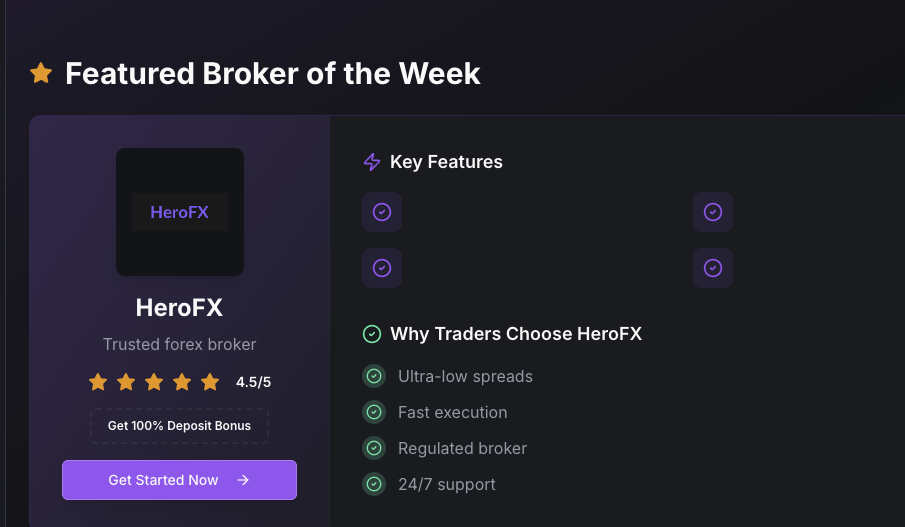 Featured Broker of the Week
HeroFX
HeroFX
Trusted forex broker
4.5/5
Get 100% Deposit Bonus
Get Started Now
Key Features
Why Traders Choose HeroFX
Ultra-low spreads
Fast execution
Regulated broker
24/7 support